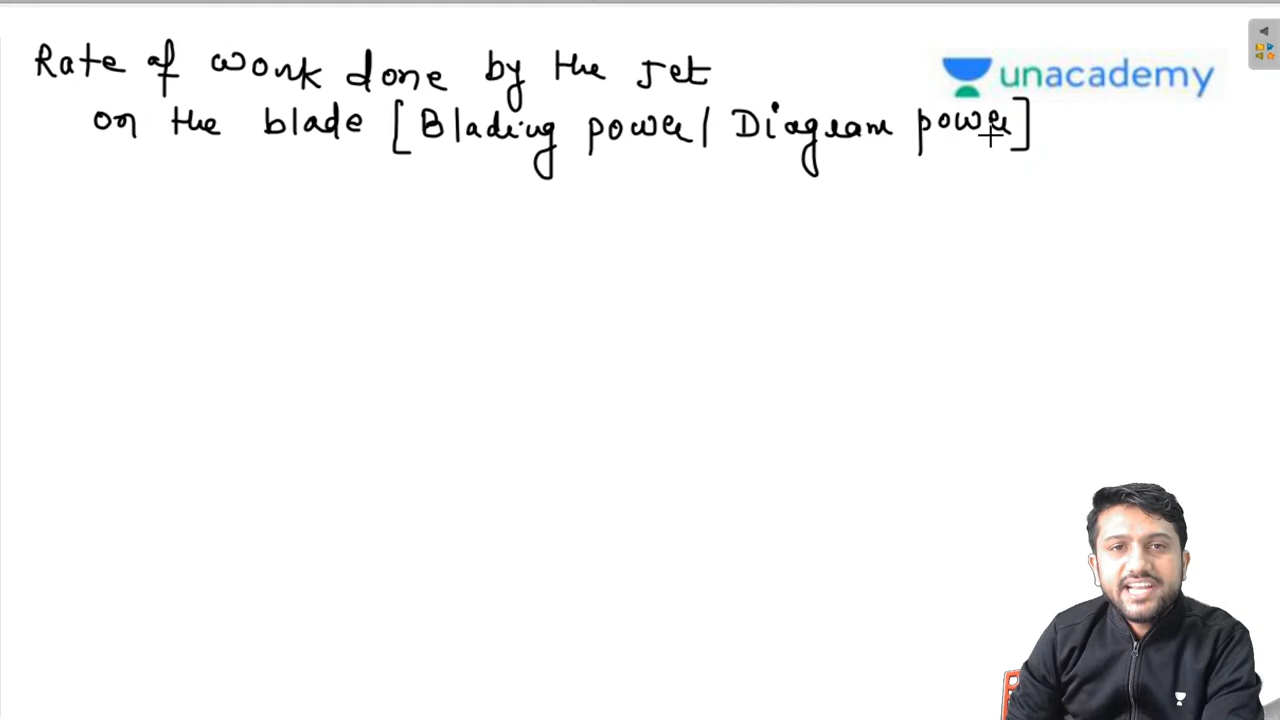 Rate of work done by the Jet
unacademy
on the blade [Blading power/ Diagram power]